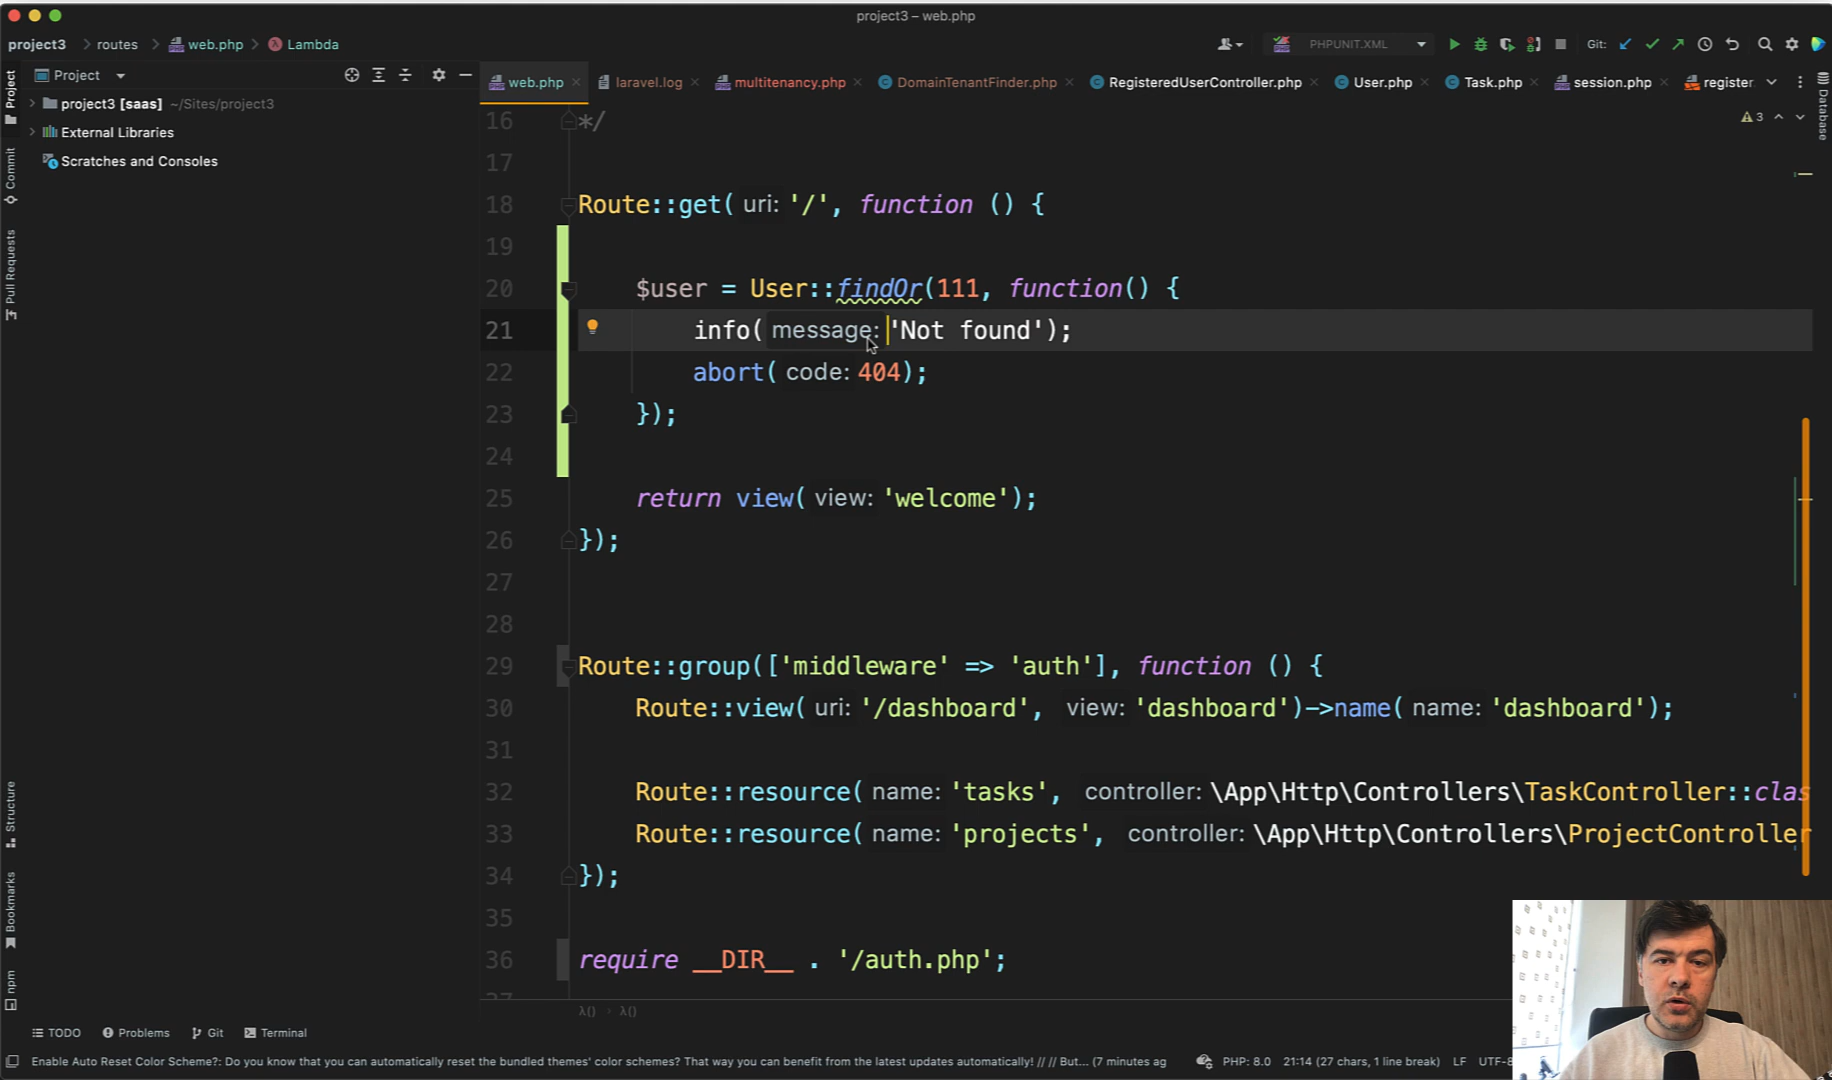 project3 – web.php
project3 routes web.php Lambda
PHPUNIT.XML Git:
Project
web.php laravel.log multitenancy.php DomainTenantFinder.php RegisteredUserController.php User.php Task.php session.php register
project3 [saas] ~/Sites/project3
External Libraries
Scratches and Consoles
Project
Commit
Pull Requests
Structure
Bookmarks
npm
Database
3
16 */
17
18 Route::get( uri: '/', function () {
19
20 $user = User::findOr(111, function() {
21 info( message: 'Not found');
22 abort( code: 404);
23 });
24
25 return view( view: 'welcome');
26 });
27
28
29 Route::group(['middleware' => 'auth'], function () {
30 Route::view( uri: '/dashboard', view: 'dashboard')->name( name: 'dashboard');
31
32 Route::resource( name: 'tasks', controller: \App\Http\Controllers\TaskController::clas
33 Route::resource( name: 'projects', controller: \App\Http\Controllers\ProjectController
34 });
35
36 require __DIR__ . '/auth.php';
λ() › λ()
TODO Problems Git Terminal
Enable Auto Reset Color Scheme?: Do you know that you can automatically reset the bundled themes' color schemes? That way you can benefit from the latest updates automatically! // // But... (7 minutes ag
PHP: 8.0 21:14 (27 chars, 1 line break) LF UTF-8